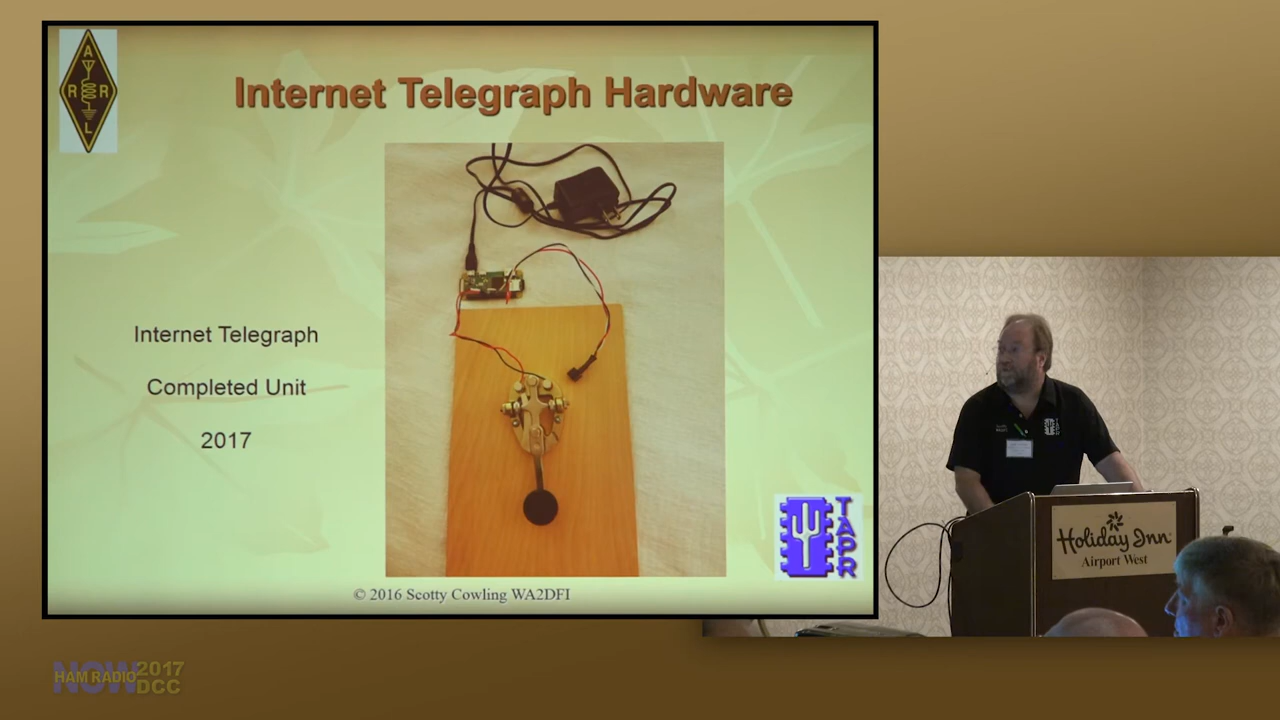 A
R R
L
Internet Telegraph Hardware
Internet Telegraph
Completed Unit
2017
TAPR
© 2016 Scotty Cowling WA2DFI
Holiday Inn
Airport West
NOW
HAM RADIO
2017
DCC